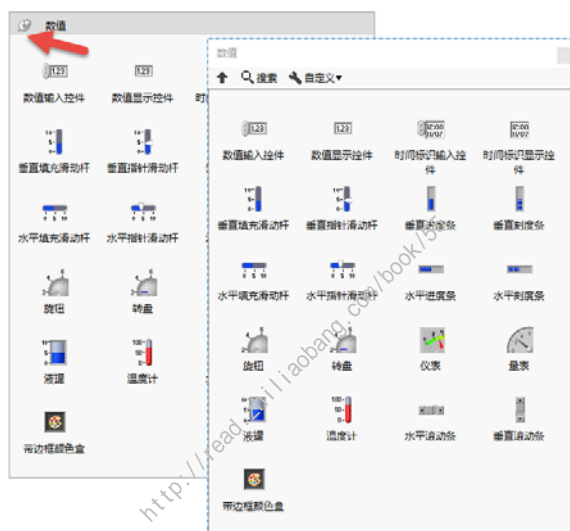 数值
数值输入控件 数值显示控件 时
垂直填充滑动杆 垂直指针滑动杆
水平填充滑动杆 水平指针滑动杆
旋钮 转盘
液罐 温度计
带边框颜色盒
数值
搜索 自定义▼
数值输入控件 数值显示控件 时间标识输入控件 时间标识显示控件
垂直填充滑动杆 垂直指针滑动杆 垂直进度条 垂直刻度条
水平填充滑动杆 水平指针滑动杆 水平进度条 水平刻度条
旋钮 转盘 仪表 量表
液罐 温度计 水平滚动条 垂直滚动条
带边框颜色盒